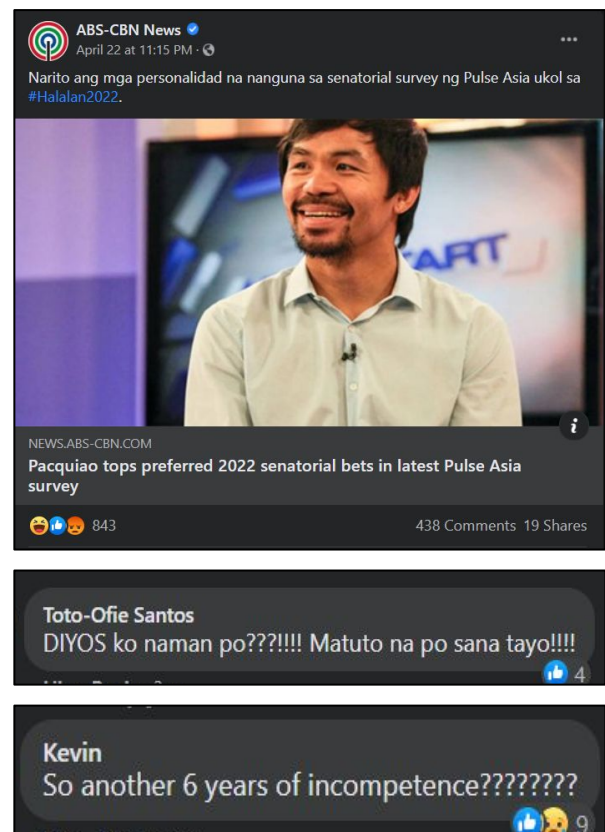 ABS-CBN News
April 22 at 11:15 PM ·
Narito ang mga personalidad na nanguna sa senatorial survey ng Pulse Asia ukol sa
#Halalan2022.
START
i
NEWS.ABS-CBN.COM
Pacquiao tops preferred 2022 senatorial bets in latest Pulse Asia
survey
843
438 Comments 19 Shares
Toto-Ofie Santos
DIYOS ko naman po???!!!! Matuto na po sana tayo!!!!
4
Kevin
So another 6 years of incompetence????????
9